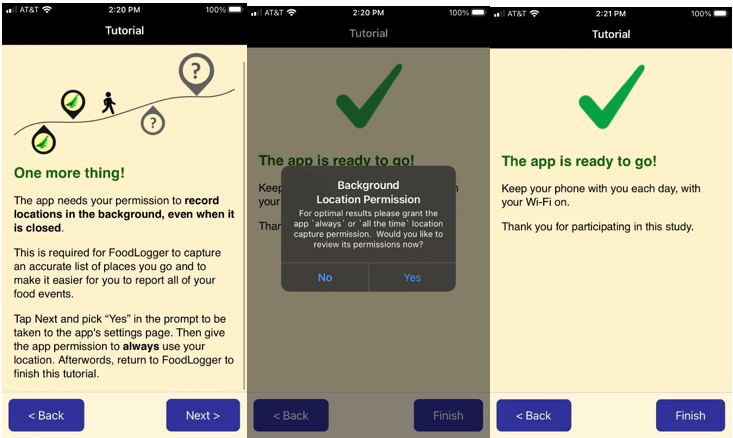 AT&T 2:20 PM 100%
Tutorial
?
?
One more thing!
The app needs your permission to record
locations in the background, even when it
is closed.
This is required for FoodLogger to capture
an accurate list of places you go and to
make it easier for you to report all of your
food events.
Tap Next and pick “Yes” in the prompt to be
taken to the app's settings page. Then give
the app permission to always use your
location. Afterwords, return to FoodLogger to
finish this tutorial.
< Back Next >
AT&T 2:20 PM 100%
Tutorial
The app is ready to go!
Keep
your
Background
Location Permission
For optimal results please grant the
app `always` or `all the time` location
capture permission. Would you like to
review its permissions now?
No Yes
< Back Finish
AT&T 2:21 PM 100%
Tutorial
The app is ready to go!
Keep your phone with you each day, with
your Wi-Fi on.
Thank you for participating in this study.
< Back Finish